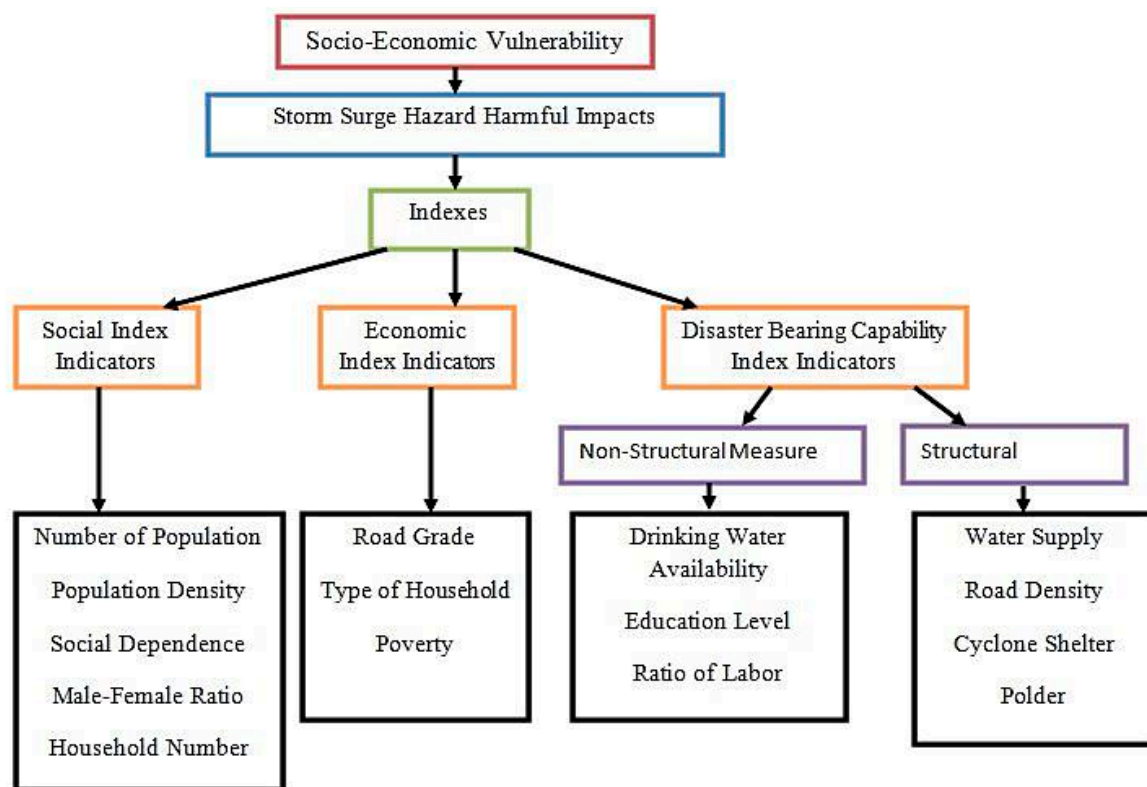 Socio-Economic Vulnerability
Storm Surge Hazard Harmful Impacts
Indexes
Social Index
Indicators
Economic
Index Indicators
Disaster Bearing Capability
Index Indicators
Non-Structural Measure
Structural
Number of Population
Population Density
Social Dependence
Male-Female Ratio
Household Number
Road Grade
Type of Household
Poverty
Drinking Water
Availability
Education Level
Ratio of Labor
Water Supply
Road Density
Cyclone Shelter
Polder